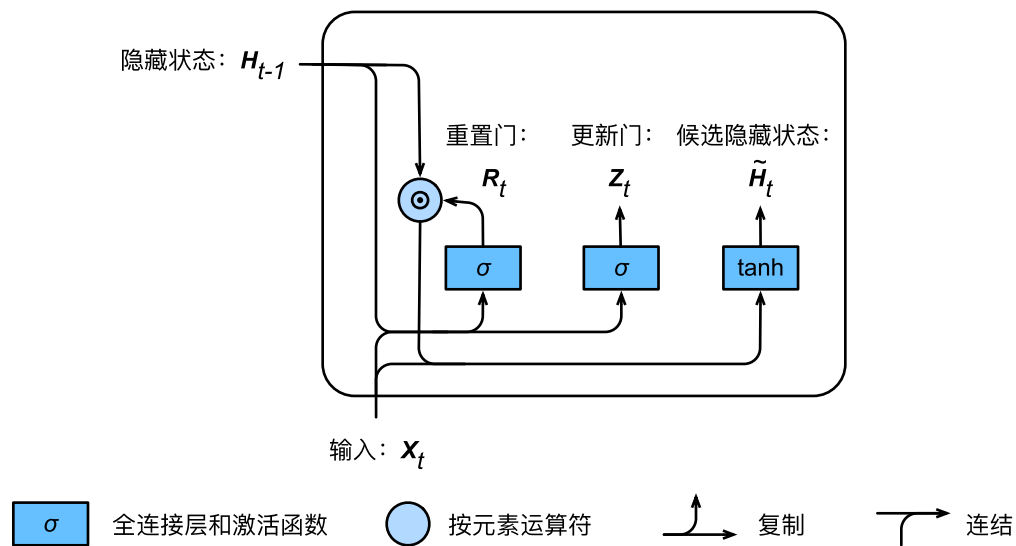 隐藏状态：H_{t-1}
重置门： 更新门： 候选隐藏状态：
R_t Z_t H̃_t
⊙
σ σ tanh
输入：X_t
σ 全连接层和激活函数 按元素运算符 复制 连结